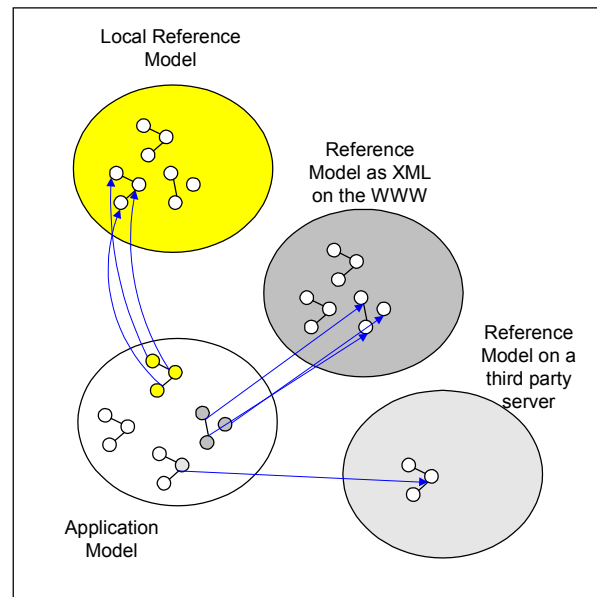 Local Reference
Model
Reference
Model as XML
on the WWW
Reference
Model on a
third party
server
Application
Model